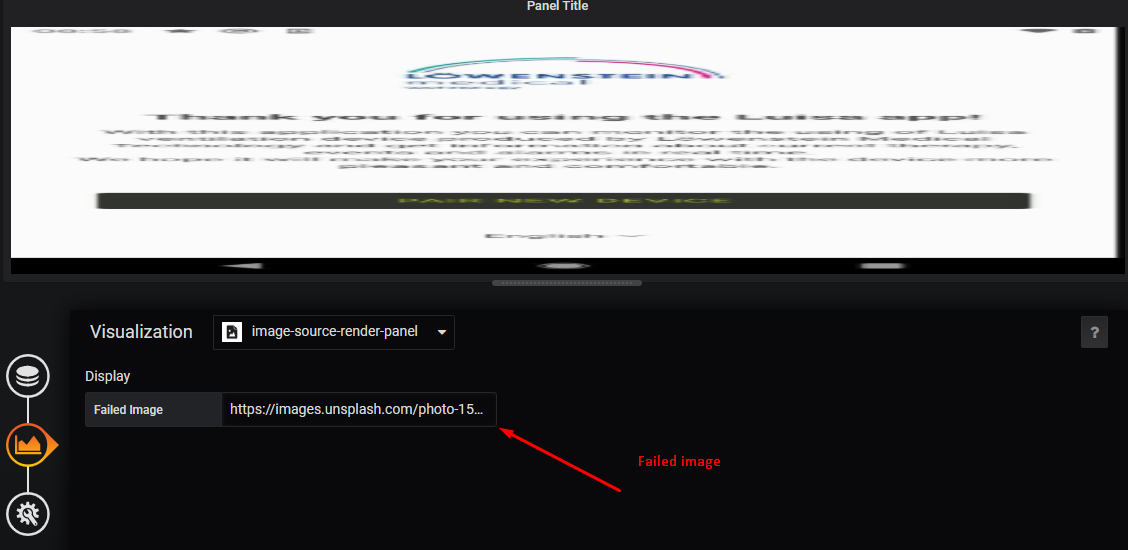 Panel Title
LÖWENSTEIN
medical
Thank you for using the Luisa app!
With this application you can monitor the using of Luisa
ventilation device produced by Löwenstein Medical
Technology and get information about current therapy,
events and alarms in real time.
We hope it will make your experience with the device more
pleasant and comfortable.
PAIR NEW DEVICE
English
Visualization
image-source-render-panel
?
Display
Failed Image
https://images.unsplash.com/photo-15...
Failed image